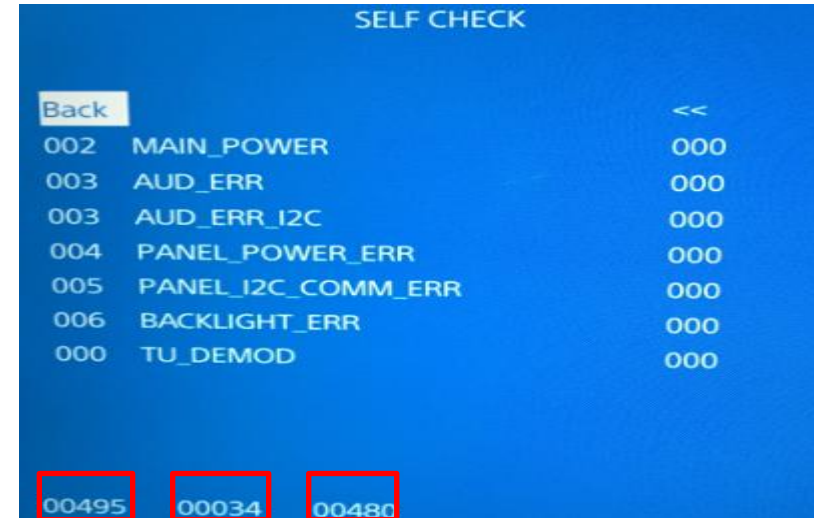 SELF CHECK
Back <<
002 MAIN_POWER 000
003 AUD_ERR 000
003 AUD_ERR_I2C 000
004 PANEL_POWER_ERR 000
005 PANEL_I2C_COMM_ERR 000
006 BACKLIGHT_ERR 000
000 TU_DEMOD 000
00495 00034 00480